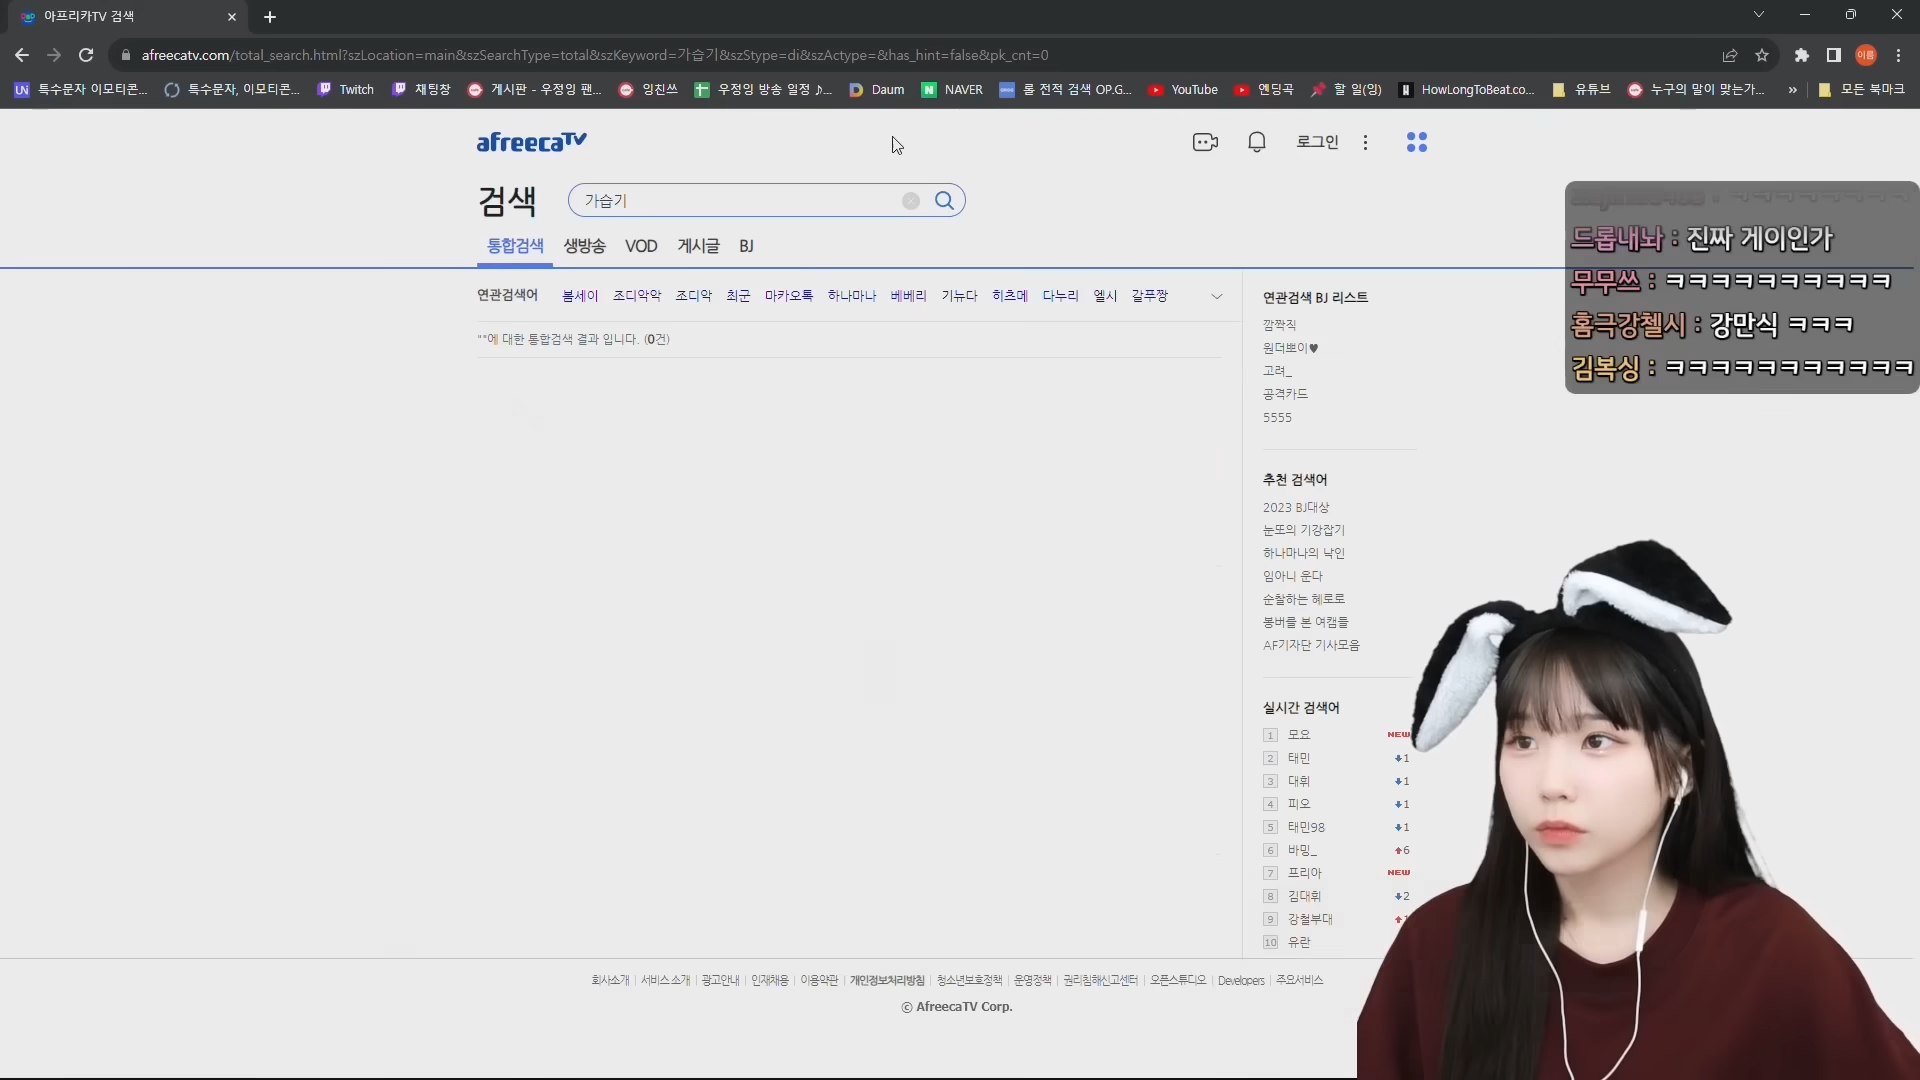 아프리카TV 검색
afreecatv.com/total_search.html?szLocation=main&szSearchType=total&szKeyword=가습기&szStype=di&szActype=&has_hint=false&pk_cnt=0
이름
UN 특수문자 이모티콘... 특수문자, 이모티콘... Twitch 채팅창 게시판 - 우정잉 팬... 잉친쓰 우정잉 방송 일정 ♪... Daum NAVER 롤 전적 검색 OP.G... YouTube 엔딩곡 할 일(잉) HowLongToBeat.co... 유튜브 누구의 말이 맞는가... » 모든 북마크
afreecaTV
로그인
검색 가습기
통합검색 생방송 VOD 게시글 BJ
연관검색어 봄세이 조디악악 조디악 최군 마카오톡 하나마나 베베리 기뉴다 히츠메 다누리 엘시 갈푸짱
""에 대한 통합검색 결과 입니다. (0건)
연관검색 BJ 리스트
깜짝직
원더뽀이♥
고려_
공격카드
5555
추천 검색어
2023 BJ대상
눈또의 기강잡기
하나마나의 낙인
임아니 운다
순찰하는 혜로로
봉버를 본 여캠들
AF기자단 기사모음
실시간 검색어
1 모요 NEW
2 태민 1
3 대휘 1
4 피오 1
5 태민98 1
6 바밍_ 6
7 프리아 NEW
8 김대휘 2
9 강철부대
10 유란
드롭내놔 : 진짜 게이인가
무무쓰 : ㅋㅋㅋㅋㅋㅋㅋㅋㅋㅋ
홈극강첼시 : 강만식 ㅋㅋㅋ
김복싱 : ㅋㅋㅋㅋㅋㅋㅋㅋㅋㅋㅋ
회사소개 | 서비스 소개 | 광고안내 | 인재채용 | 이용약관 | 개인정보처리방침 | 청소년보호정책 | 운영정책 | 권리침해신고센터 | 오픈스튜디오 | Developers | 주요서비스
© AfreecaTV Corp.